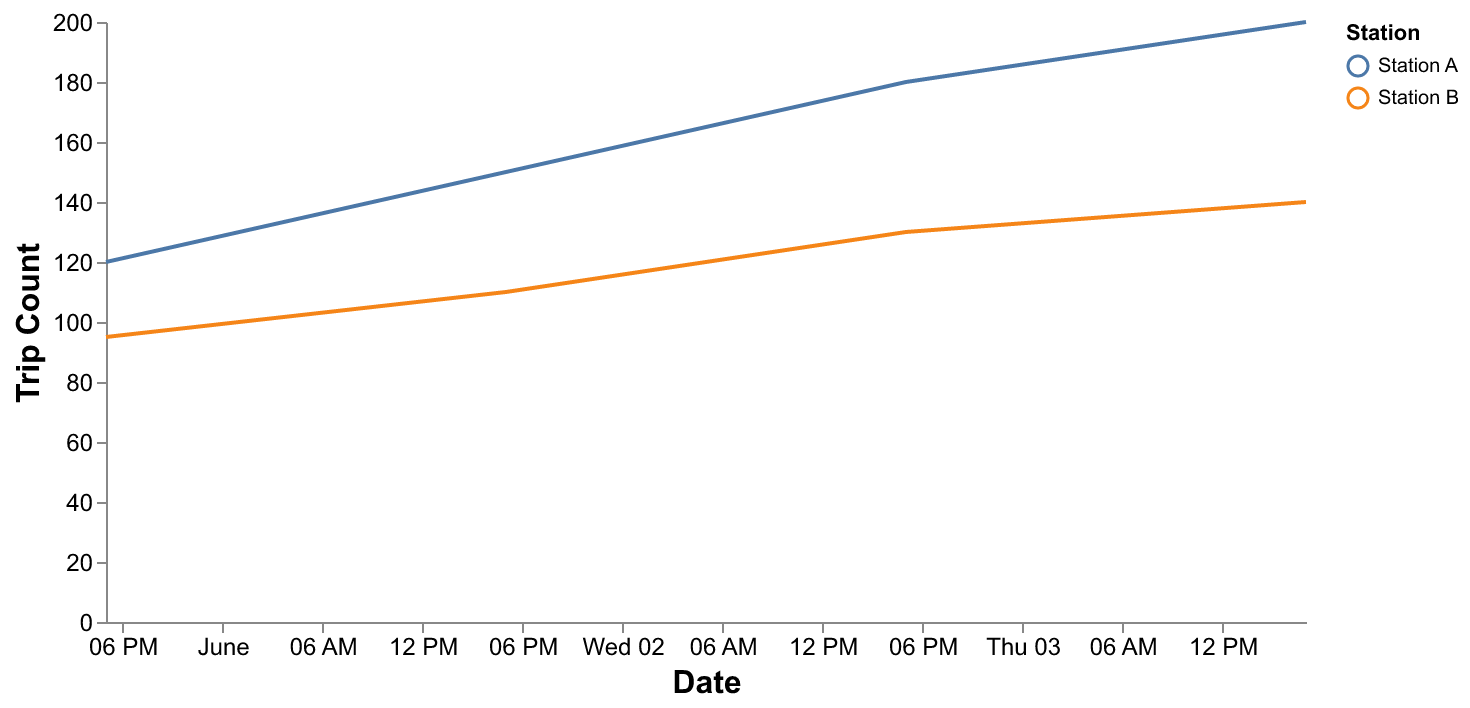 200
180
160
140
120
100
80
60
40
20
0
Trip Count
06 PM June 06 AM 12 PM 06 PM Wed 02 06 AM 12 PM 06 PM Thu 03 06 AM 12 PM
Date
Station
Station A
Station B